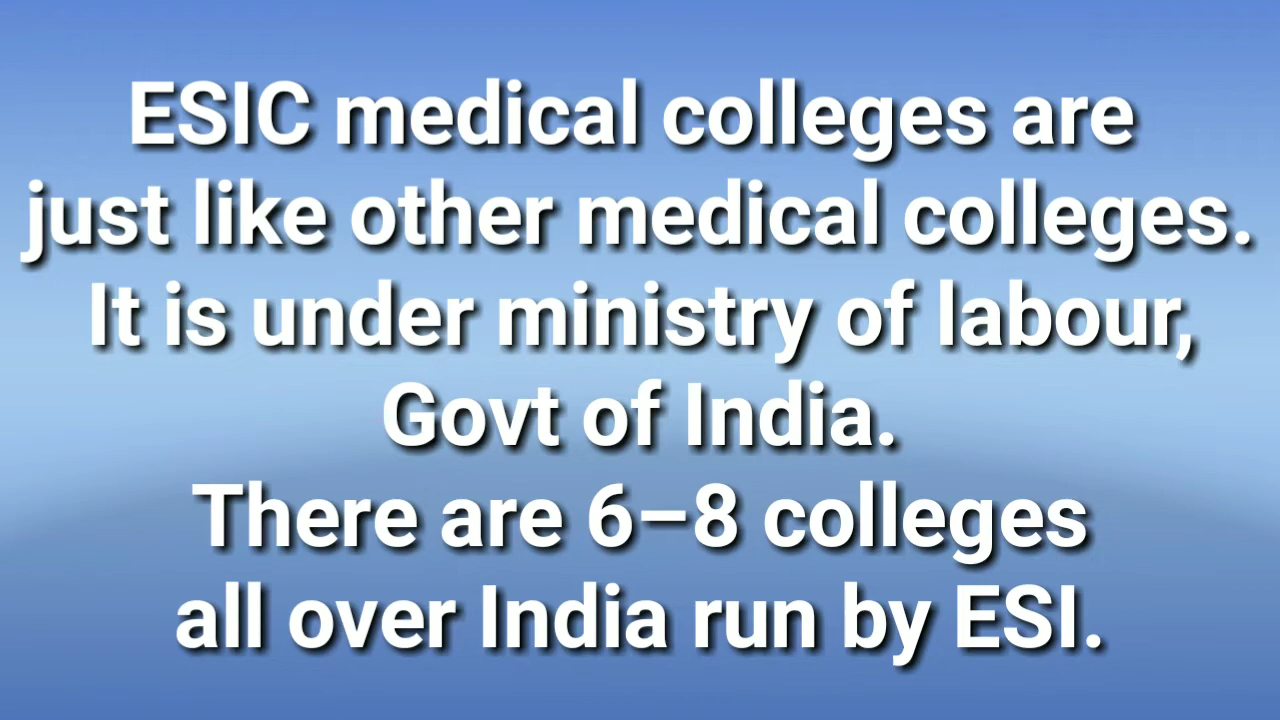 ESIC medical colleges are
just like other medical colleges.
It is under ministry of labour,
Govt of India.
There are 6–8 colleges
all over India run by ESI.